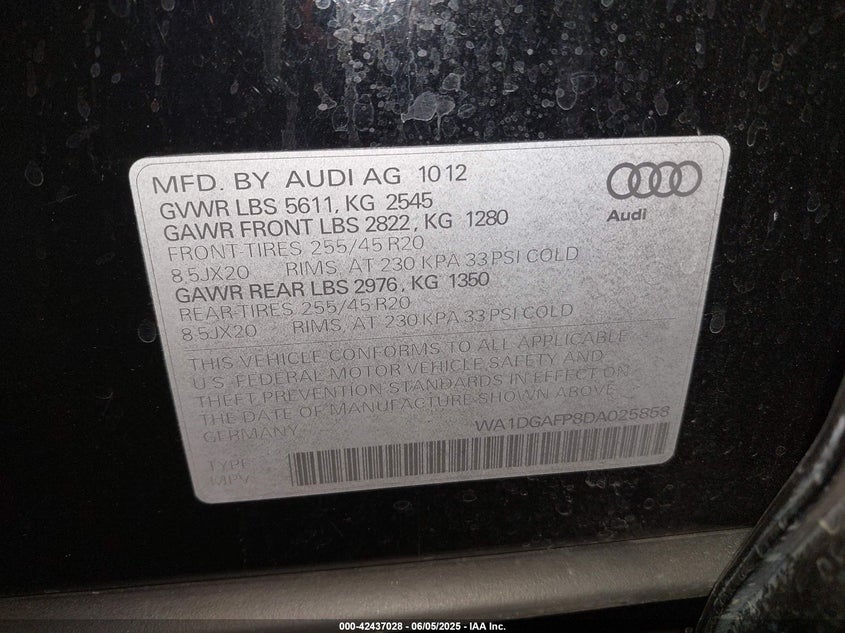 MFD. BY AUDI AG 1012
GVWR LBS 5611, KG 2545
GAWR FRONT LBS 2822, KG 1280
FRONT-TIRES 255/45 R20
8.5JX20 RIMS, AT 230 KPA 33 PSI COLD
GAWR REAR LBS 2976, KG 1350
REAR-TIRES 255/45 R20
8.5JX20 RIMS, AT 230 KPA 33 PSI COLD
Audi
THIS VEHICLE CONFORMS TO ALL APPLICABLE
U.S. FEDERAL MOTOR VEHICLE SAFETY AND
THEFT PREVENTION STANDARDS IN EFFECT ON
THE DATE OF MANUFACTURE SHOWN ABOVE.
GERMANY WA1DGAFP8DA025858
TYPE:
MPV
000-42437028 - 06/05/2025 - IAA Inc.